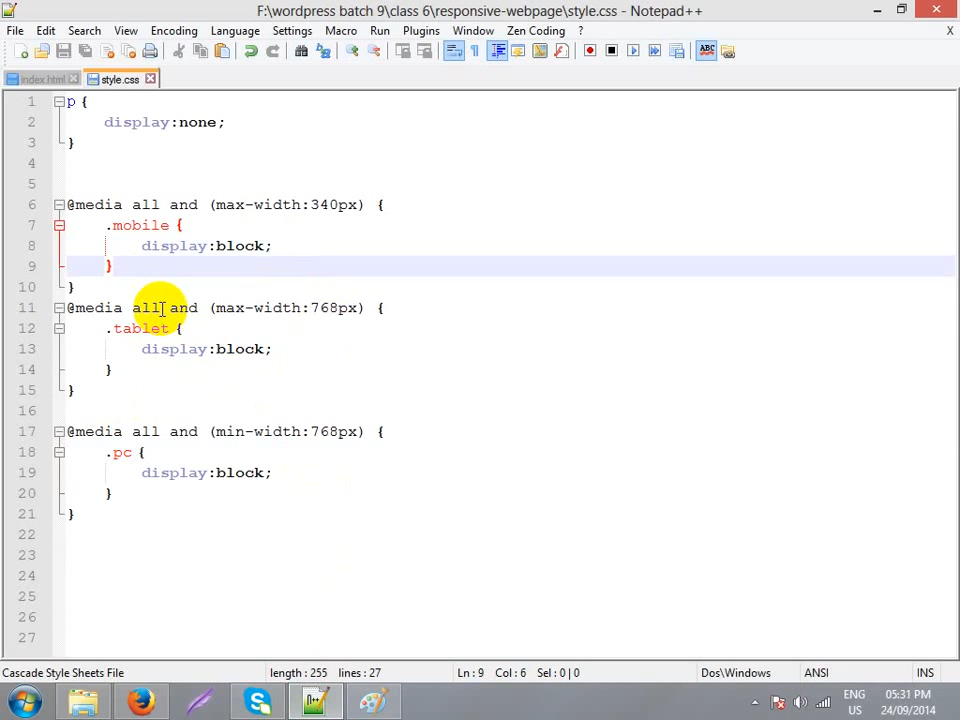 F:\wordpress batch 9\class 6\responsive-webpage\style.css - Notepad++
File Edit Search View Encoding Language Settings Macro Run Plugins Window Zen Coding ? X
index.html style.css
1 p {
2 display:none;
3 }
4
5
6 @media all and (max-width:340px) {
7 .mobile {
8 display:block;
9 }
10 }
11 @media all and (max-width:768px) {
12 .tablet {
13 display:block;
14 }
15 }
16
17 @media all and (min-width:768px) {
18 .pc {
19 display:block;
20 }
21 }
22
23
24
25
26
27
Cascade Style Sheets File length : 255 lines : 27 Ln : 9 Col : 6 Sel : 0 | 0 Dos\Windows ANSI INS
ENG 05:31 PM
US 24/09/2014